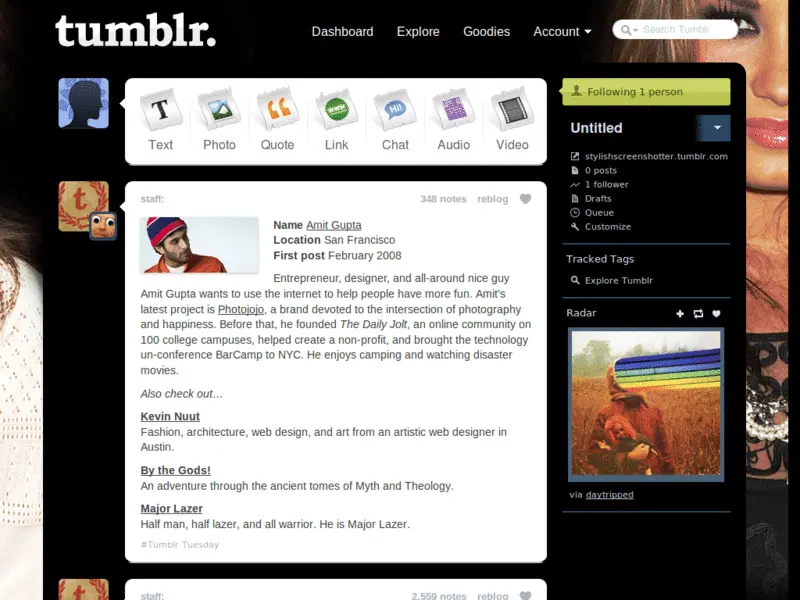 tumblr.
Dashboard
Explore
Goodies
Account
Search Tumblr
T
www
Hi!
Text
Photo
Quote
Link
Chat
Audio
Video
staff:
348 notes
reblog
Name Amit Gupta
Location San Francisco
First post February 2008
Entrepreneur, designer, and all-around nice guy
Amit Gupta wants to use the internet to help people have more fun. Amit's
latest project is Photojojo, a brand devoted to the intersection of photography
and happiness. Before that, he founded The Daily Jolt, an online community on
100 college campuses, helped create a non-profit, and brought the technology
un-conference BarCamp to NYC. He enjoys camping and watching disaster
movies.
Also check out…
Kevin Nuut
Fashion, architecture, web design, and art from an artistic web designer in
Austin.
By the Gods!
An adventure through the ancient tomes of Myth and Theology.
Major Lazer
Half man, half lazer, and all warrior. He is Major Lazer.
#Tumblr Tuesday
staff:
2,559 notes
reblog
Following 1 person
Untitled
stylishscreenshotter.tumblr.com
0 posts
1 follower
Drafts
Queue
Customize
Tracked Tags
Explore Tumblr
Radar
via daytripped